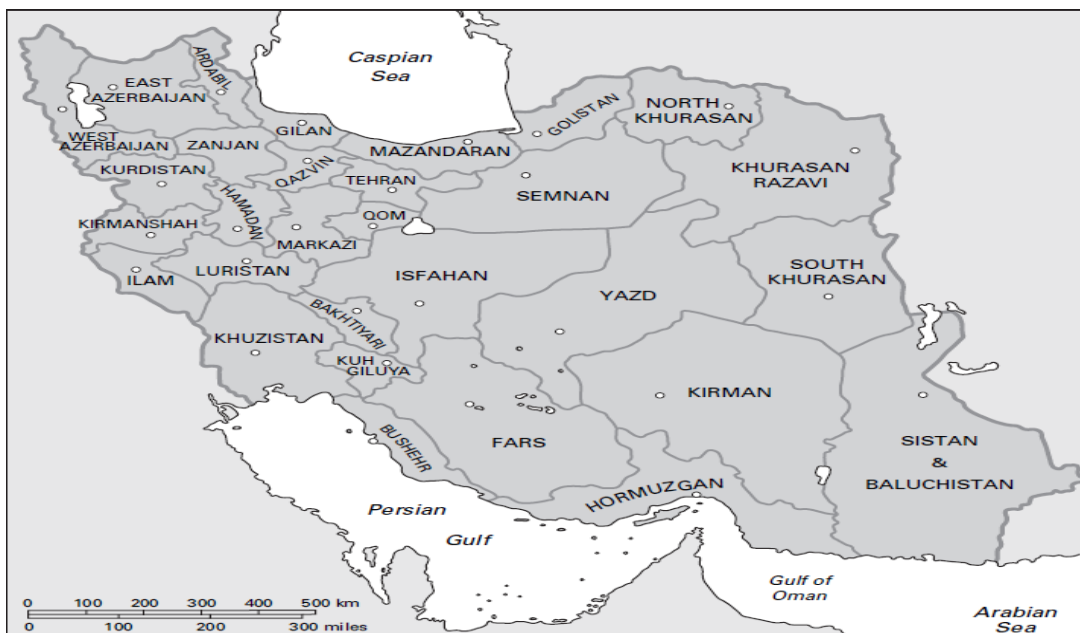 Caspian
Sea
ARDABIL
EAST
AZERBAIJAN
WEST
AZERBAIJAN
ZANJAN
GILAN
MAZANDARAN
GOLISTAN
NORTH
KHURASAN
KHURASAN
RAZAVI
KURDISTAN
QAZVIN
TEHRAN
SEMNAN
HAMADAN
QOM
KIRMANSHAH
MARKAZI
ILAM
LURISTAN
ISFAHAN
YAZD
SOUTH
KHURASAN
BAKHTIYARI
KHUZISTAN
KUH
GILUYA
KIRMAN
BUSHEHR
FARS
SISTAN
&
BALUCHISTAN
HORMUZGAN
Persian
Gulf
Gulf of
Oman
Arabian
Sea
0 100 200 300 400 500 km
0 100 200 300 miles